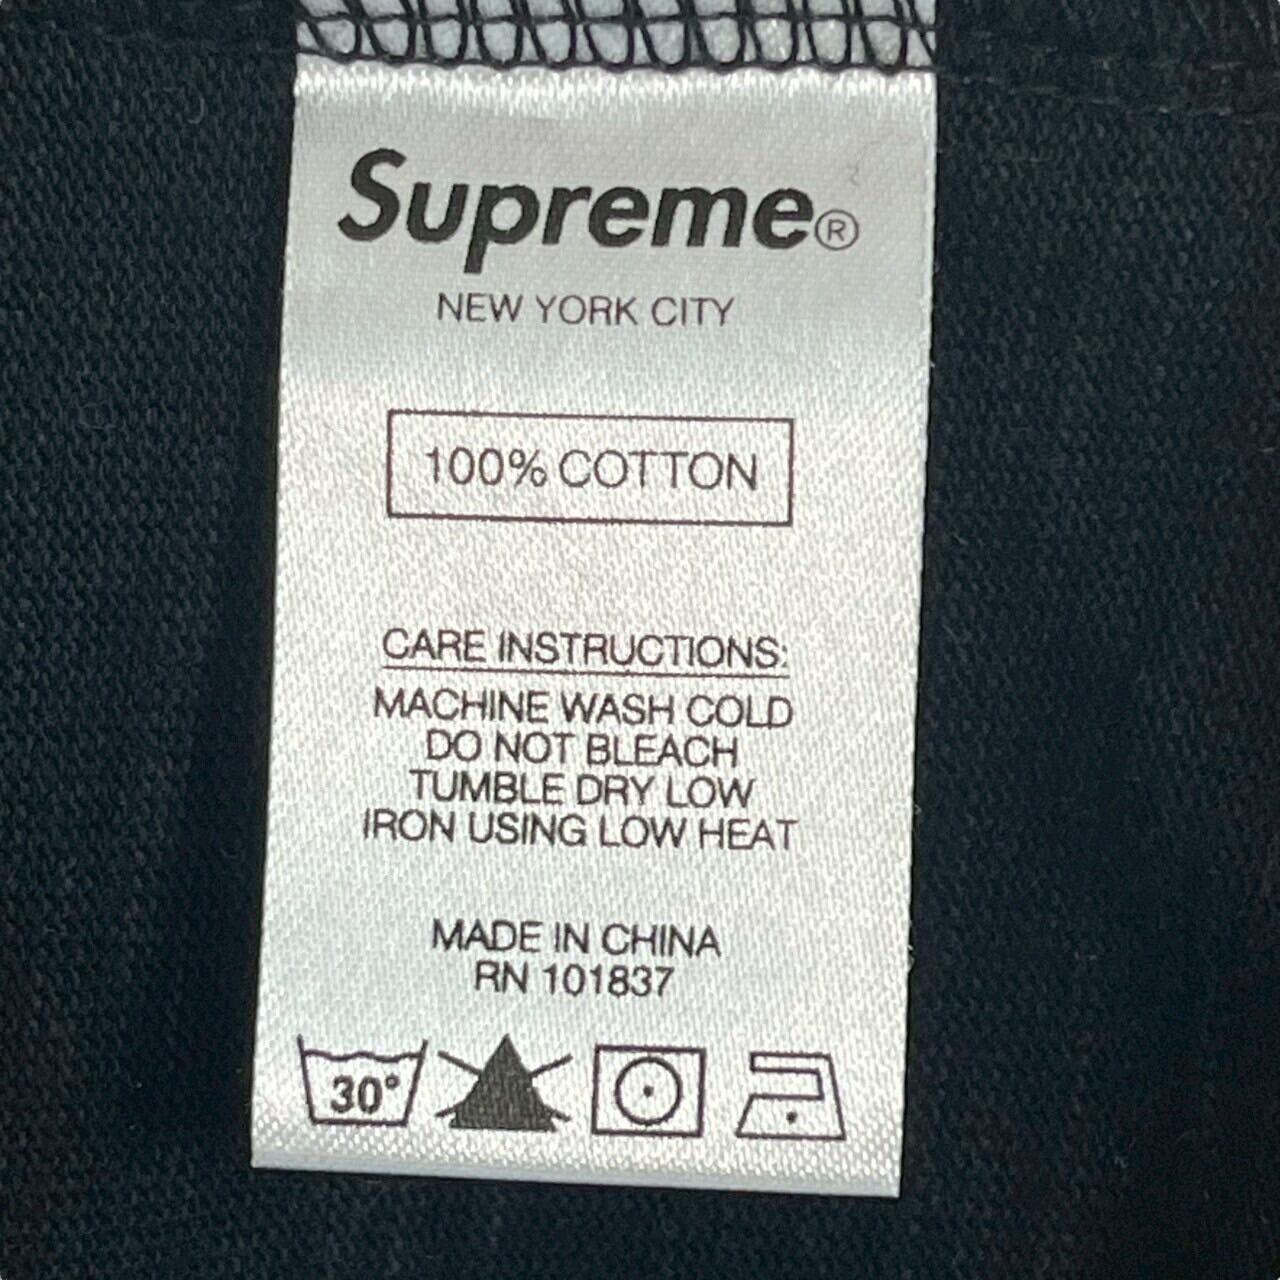 Supreme®
NEW YORK CITY
100% COTTON
CARE INSTRUCTIONS:
MACHINE WASH COLD
DO NOT BLEACH
TUMBLE DRY LOW
IRON USING LOW HEAT
MADE IN CHINA
RN 101837
30°